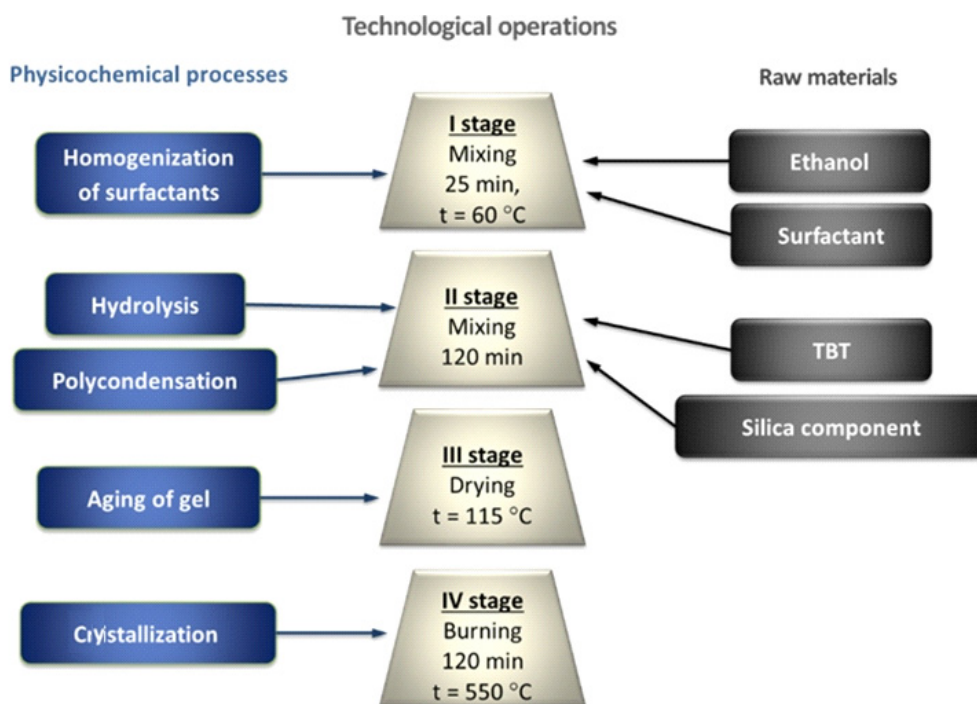 Technological operations
Physicochemical processes
Raw materials
I stage
Mixing
25 min,
t = 60 °C
Homogenization
of surfactants
Ethanol
Surfactant
II stage
Mixing
120 min
Hydrolysis
Polycondensation
TBT
Silica component
III stage
Drying
t = 115 °C
Aging of gel
IV stage
Burning
120 min
t = 550 °C
Crystallization